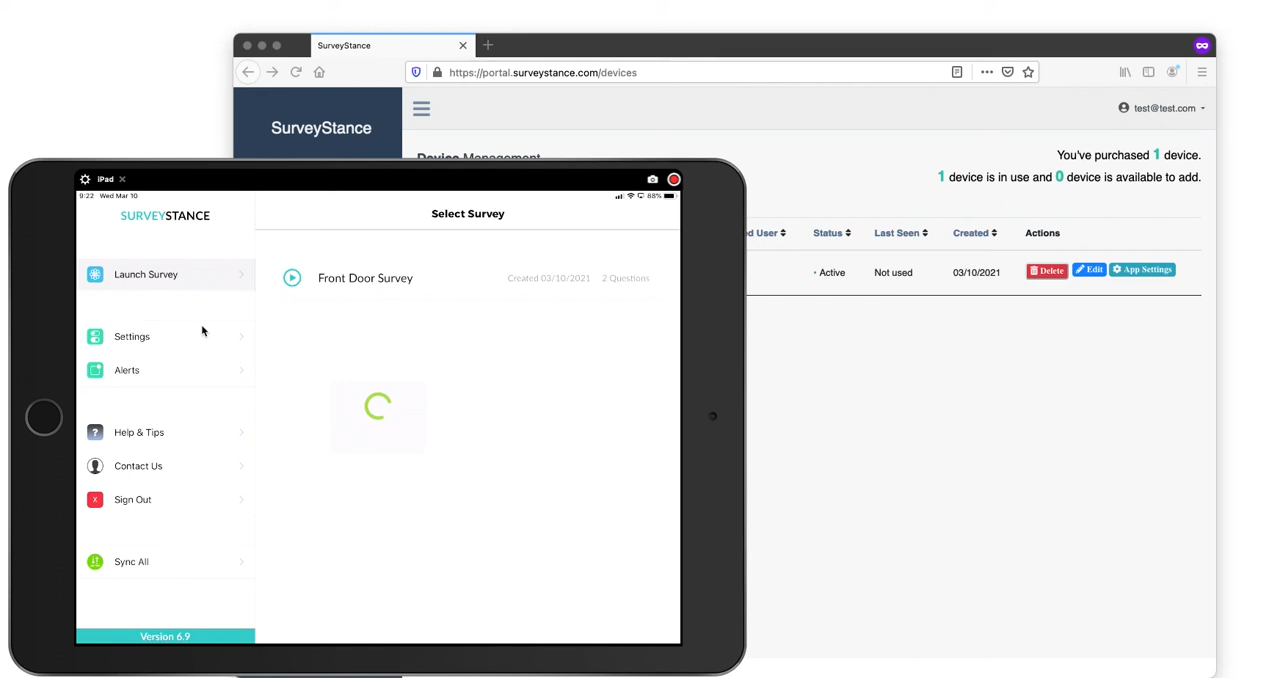 SurveyStance
https://portal.surveystance.com/devices
SurveyStance
test@test.com
Device Management
You've purchased 1 device.
1 device is in use and 0 device is available to add.
ed User
Status
Last Seen
Created
Actions
Active
Not used
03/10/2021
Delete
Edit
App Settings
iPad
9:22 Wed Mar 10
88%
SURVEYSTANCE
Select Survey
Launch Survey
Front Door Survey
Created 03/10/2021
2 Questions
Settings
Alerts
? Help & Tips
Contact Us
X Sign Out
Sync All
Version 6.9